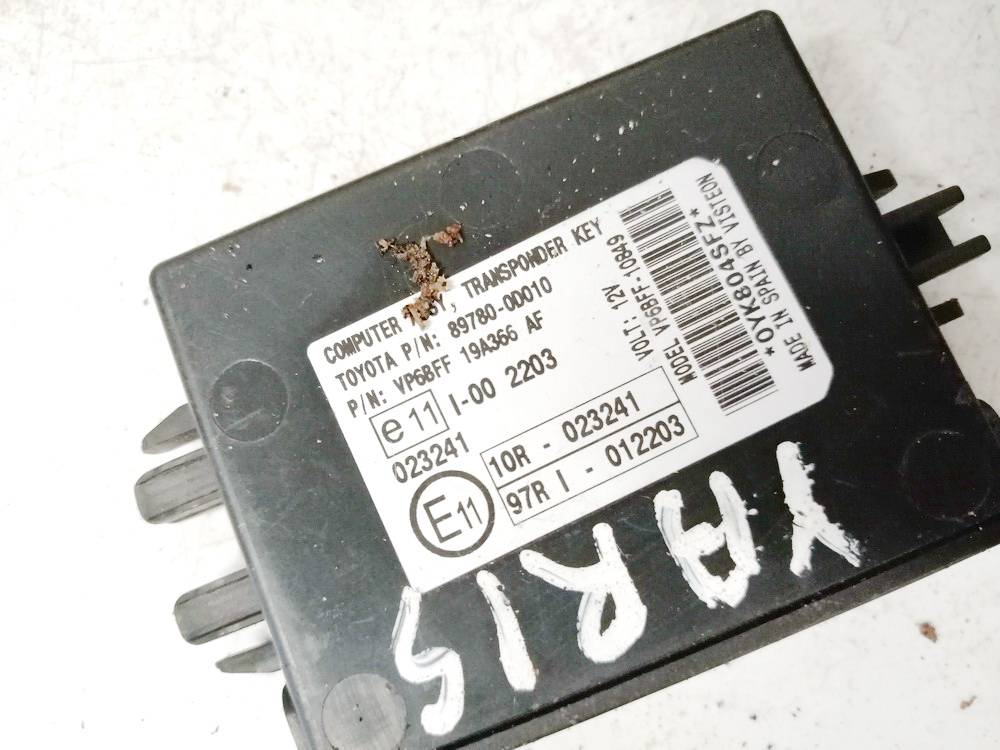 COMPUTER ASSY, TRANSPONDER KEY
TOYOTA P/N: 89780-0D010
P/N: VP6BFF 19A366 AF
e 11 I-00 2203
023241
E 11
10R - 023241
97R I - 012203
VOLT: 12V
MODEL VP6BFF-10849
*OYK804SFZ*
MADE IN SPAIN BY VISTEON
YARIS